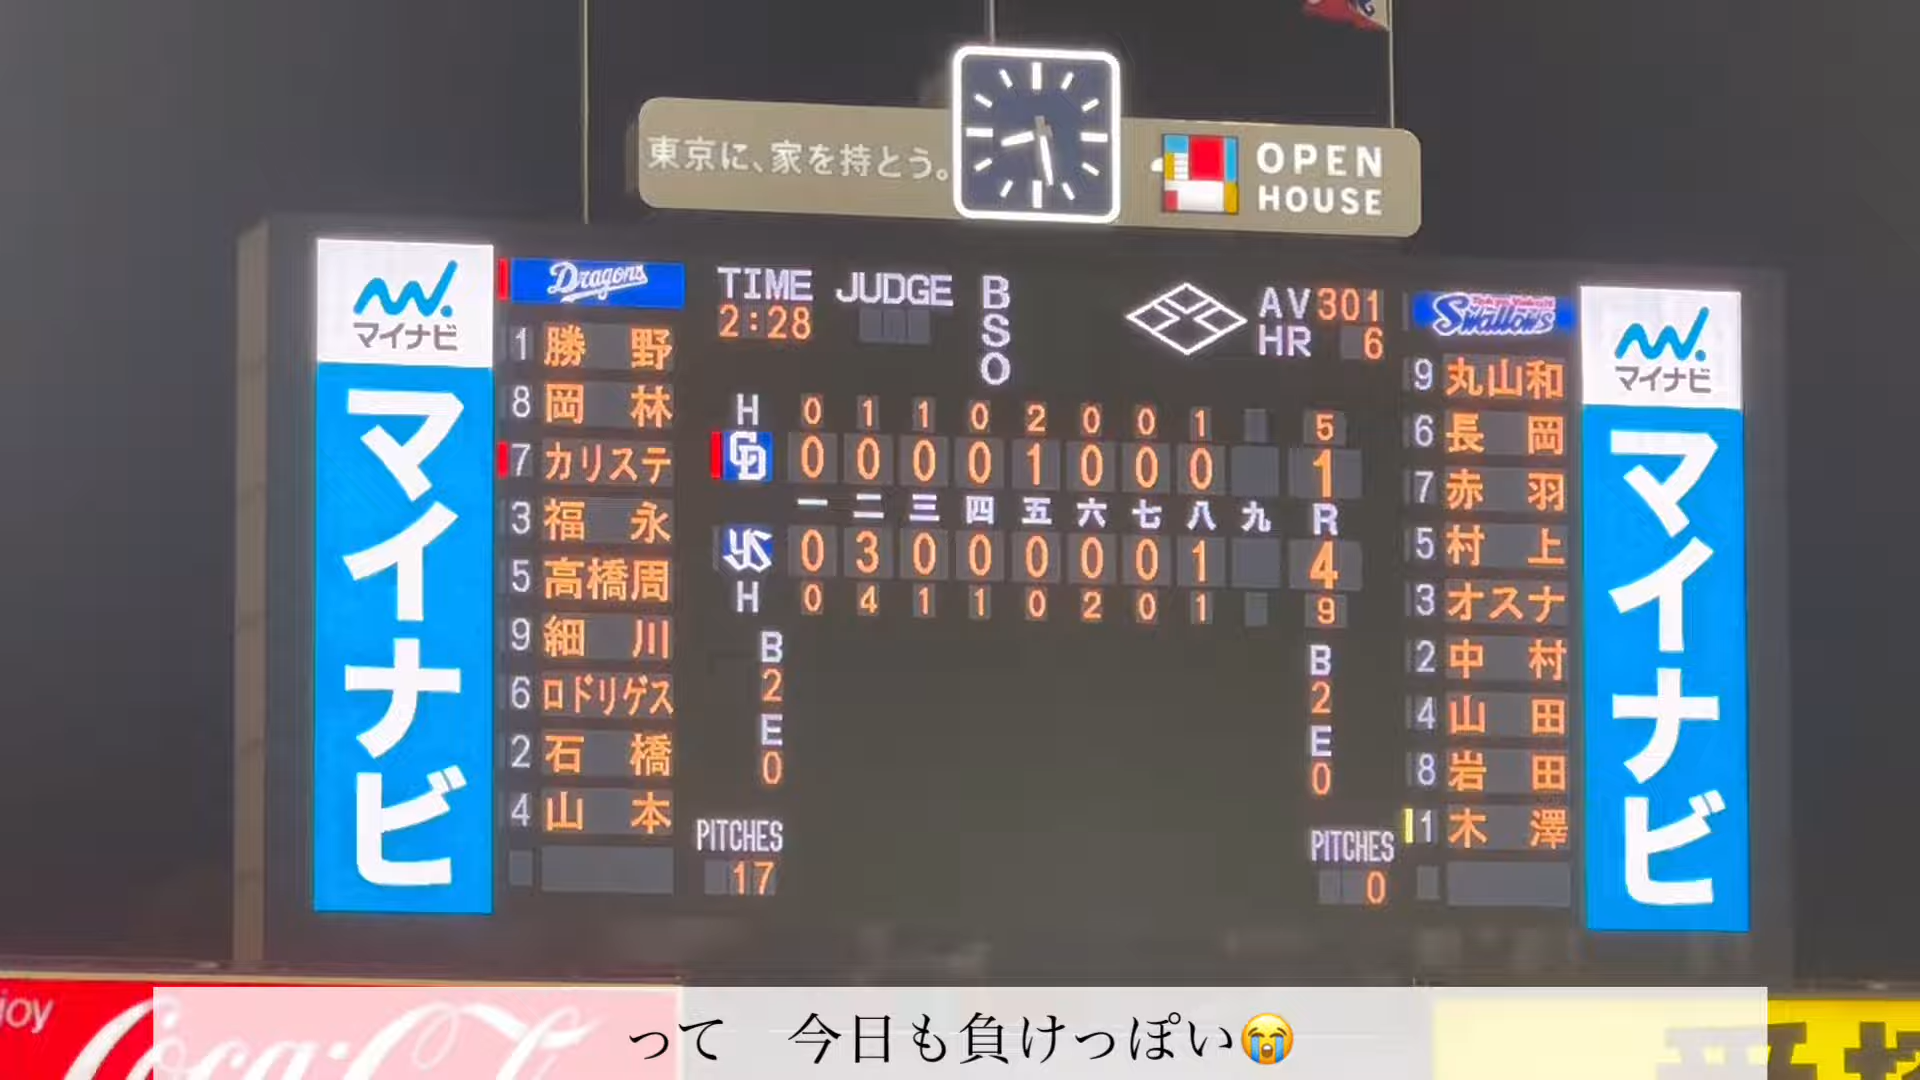 東京に、家を持とう。
OPEN
HOUSE
マイナビ
マイナビ
Dragons
1 勝野
8 岡林
7 カリステ
3 福永
5 高橋周
9 細川
6 ロドリゲス
2 石橋
4 山本
TIME
2:28
JUDGE
B
S
O
AV 301
HR 6
H 0 1 1 0 2 0 0 1 5
CD 0 0 0 0 1 0 0 0 1
一 二 三 四 五 六 七 八 九 R
YS 0 3 0 0 0 0 0 1 4
H 0 4 1 1 0 2 0 1 9
B
2
E
0
PITCHES
17
B
2
E
0
PITCHES
0
Tokyo Yakult
Swallows
9 丸山和
6 長岡
7 赤羽
5 村上
3 オスナ
2 中村
4 山田
8 岩田
1 木澤
マイナビ
マイナビ
joy
Coca-C
って 今日も負けっぽい😭